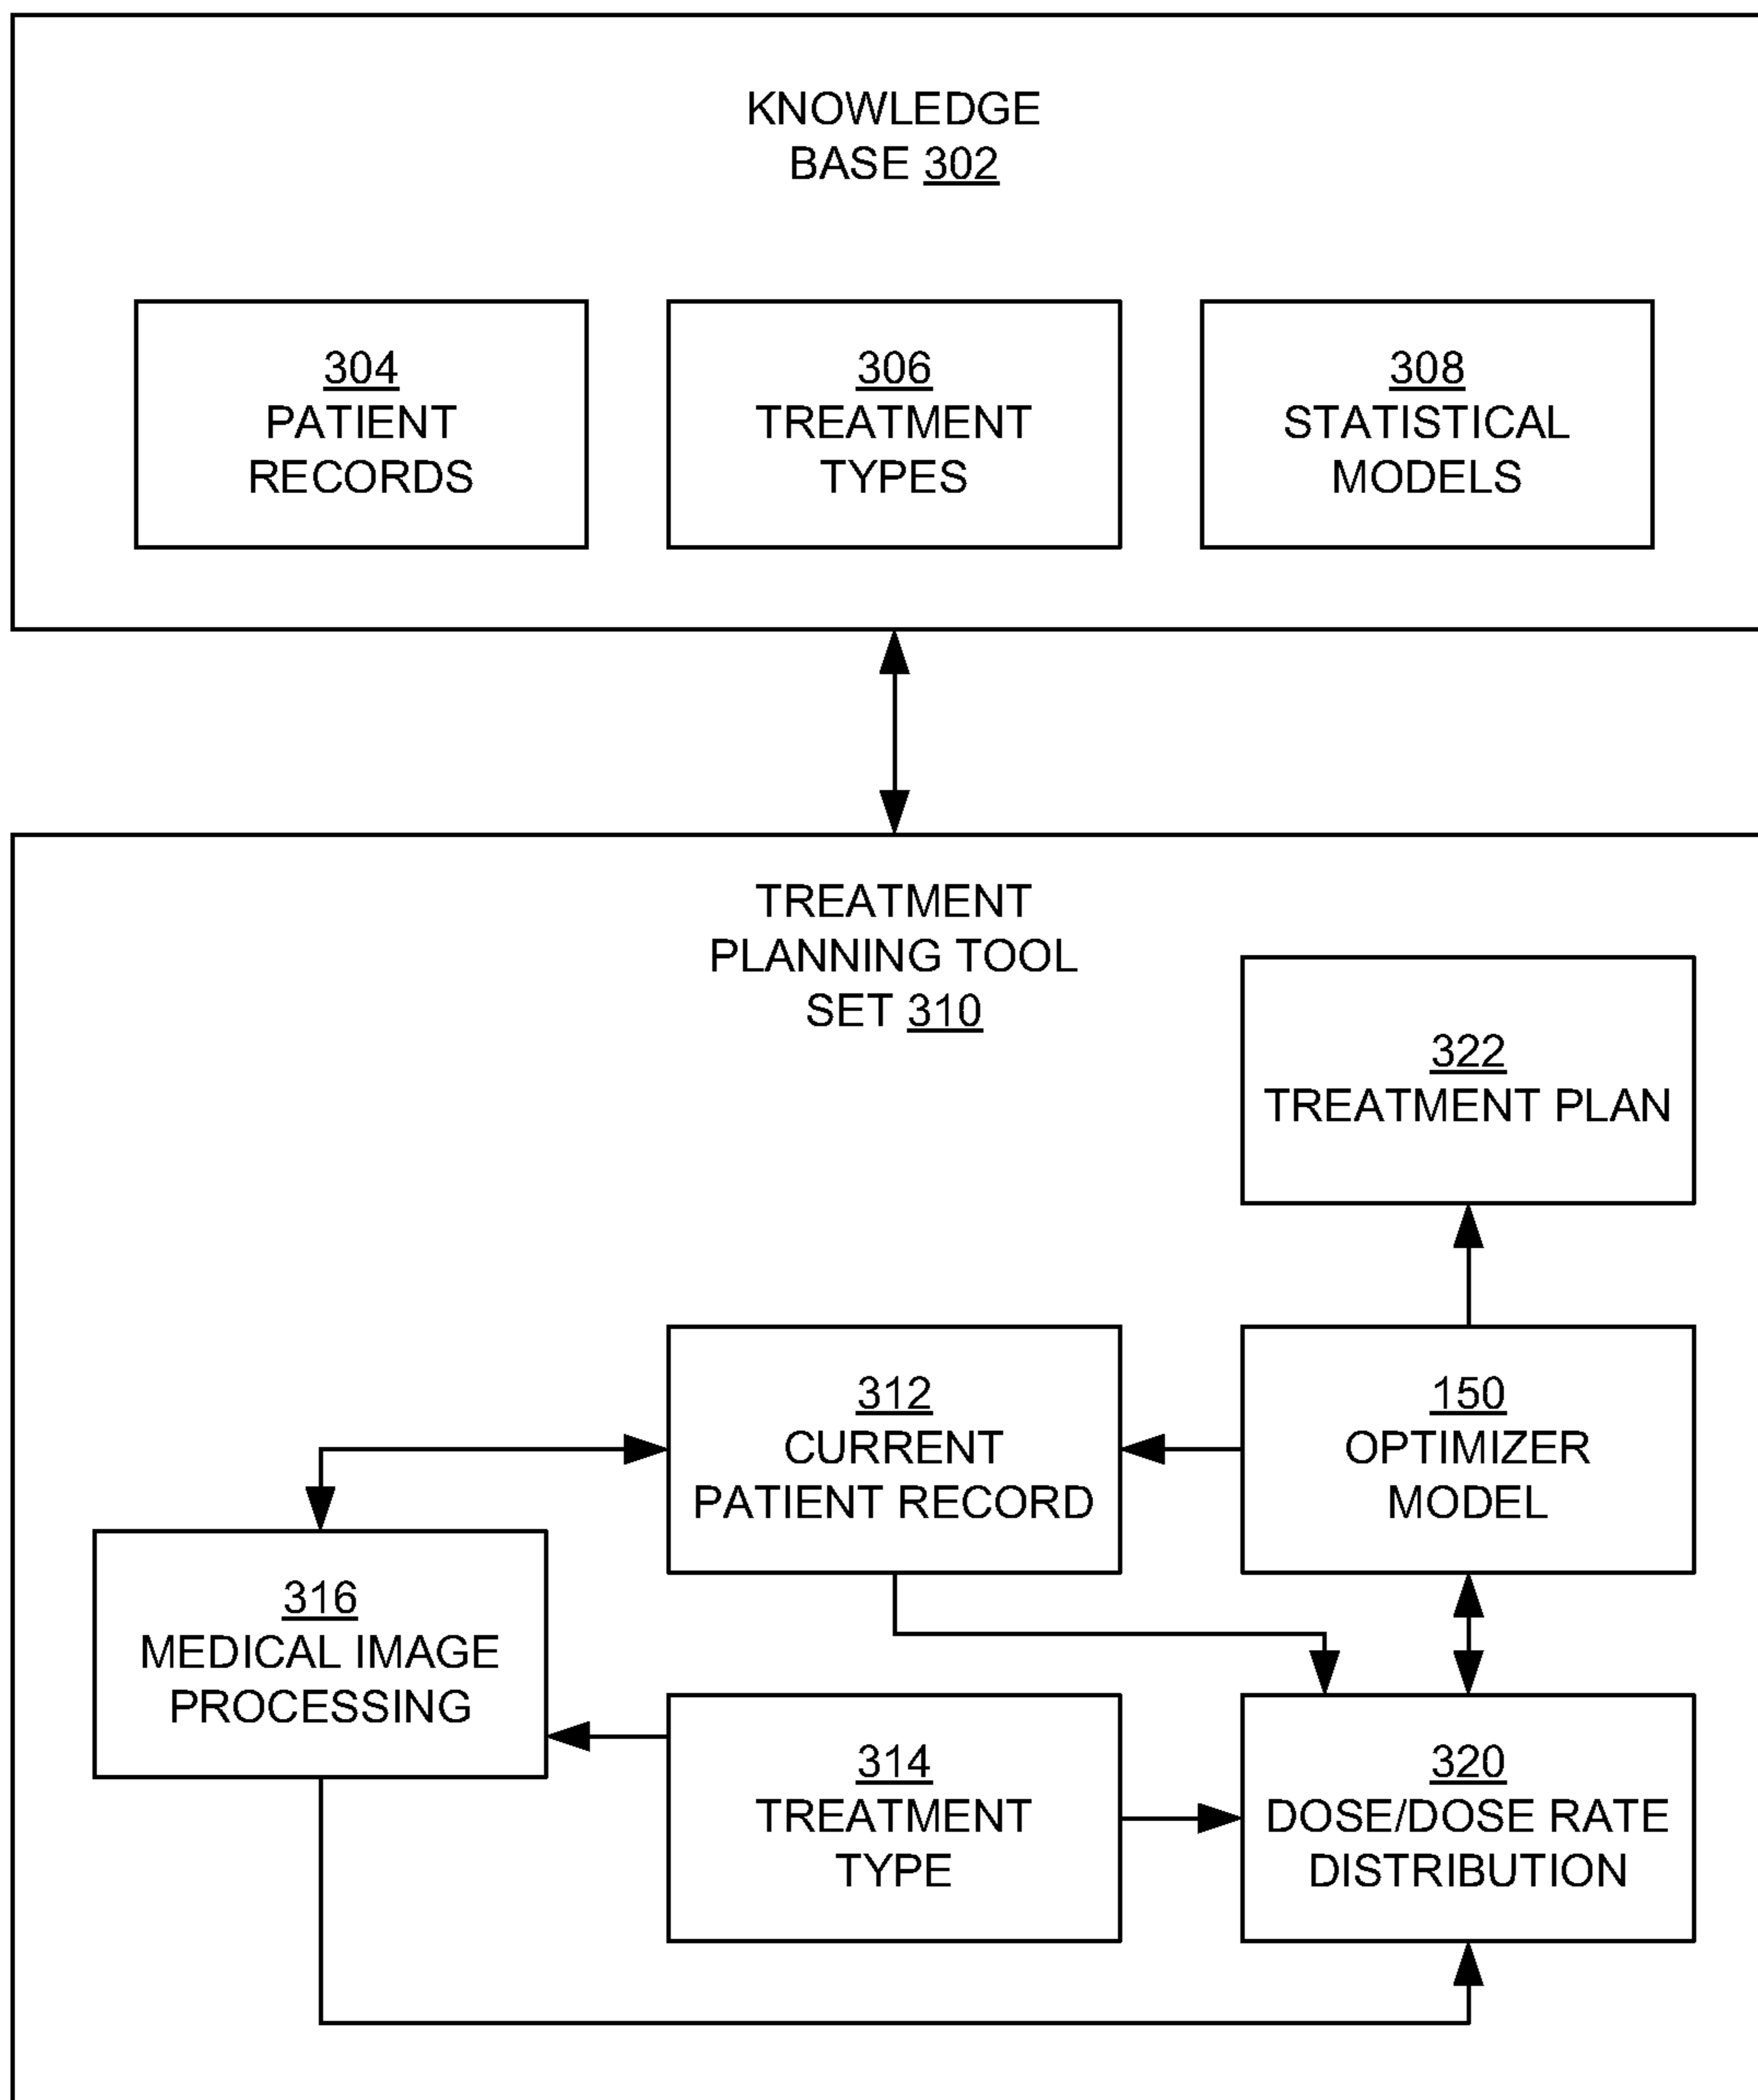 KNOWLEDGE
BASE 302
304
PATIENT
RECORDS
306
TREATMENT
TYPES
308
STATISTICAL
MODELS
TREATMENT
PLANNING TOOL
SET 310
322
TREATMENT PLAN
312
CURRENT
PATIENT RECORD
150
OPTIMIZER
MODEL
316
MEDICAL IMAGE
PROCESSING
314
TREATMENT
TYPE
320
DOSE/DOSE RATE
DISTRIBUTION